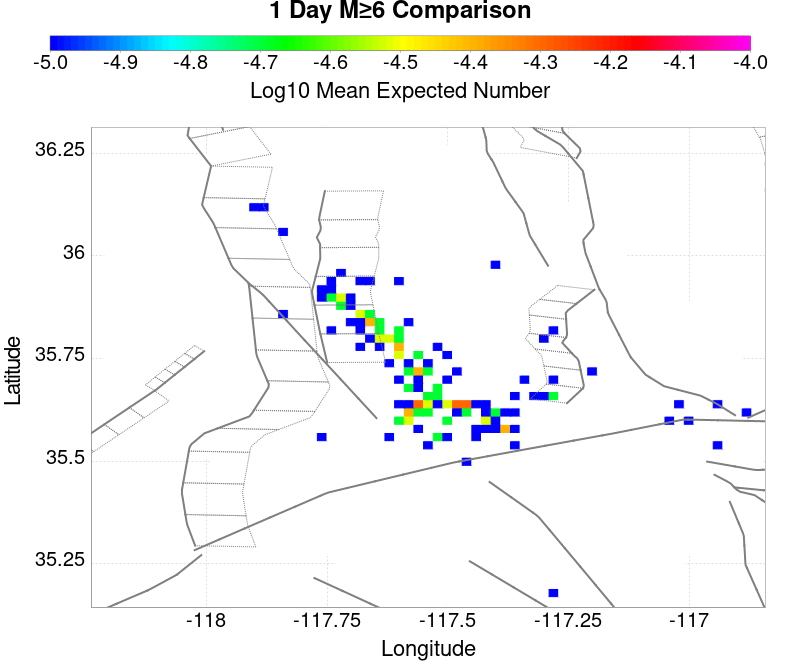 1 Day M≥6 Comparison
-5.0 -4.9 -4.8 -4.7 -4.6 -4.5 -4.4 -4.3 -4.2 -4.1 -4.0
Log10 Mean Expected Number
36.25
36
35.75
35.5
35.25
Latitude
-118 -117.75 -117.5 -117.25 -117
Longitude